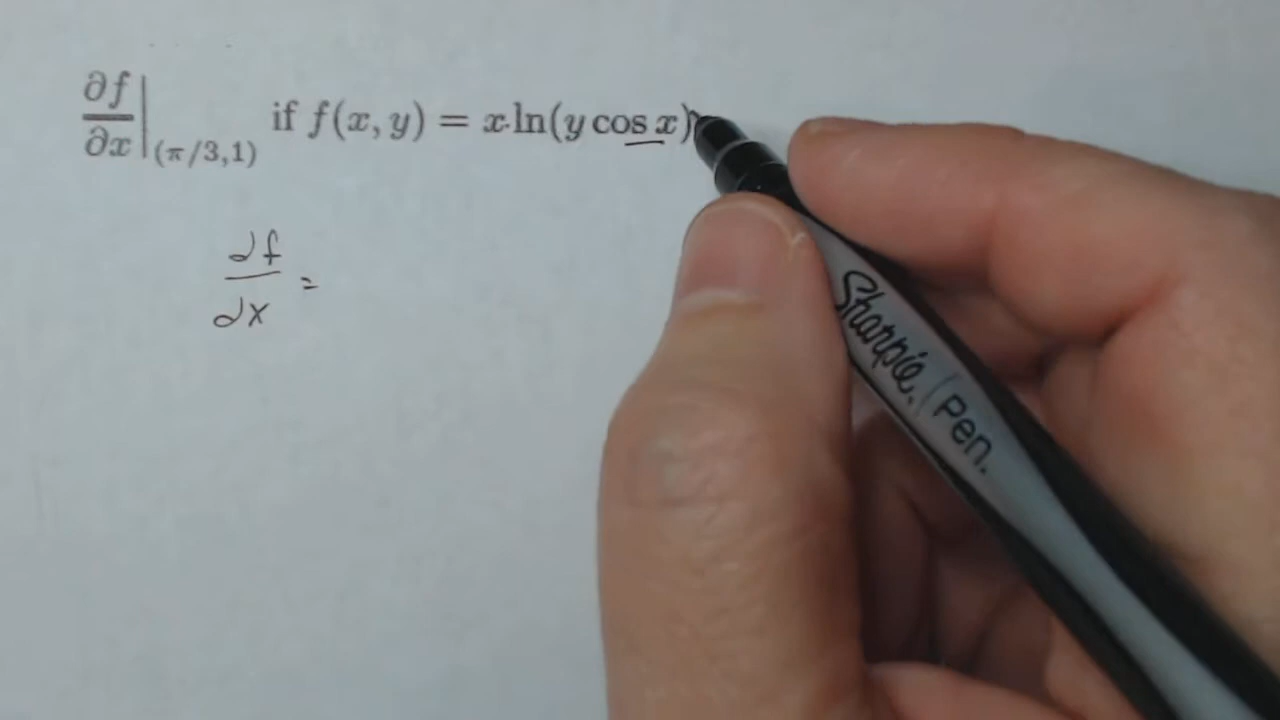 ∂f/∂x |(π/3,1) if f(x, y) = x·ln(y cos x)
∂f/∂x =
Sharpie. Pen.